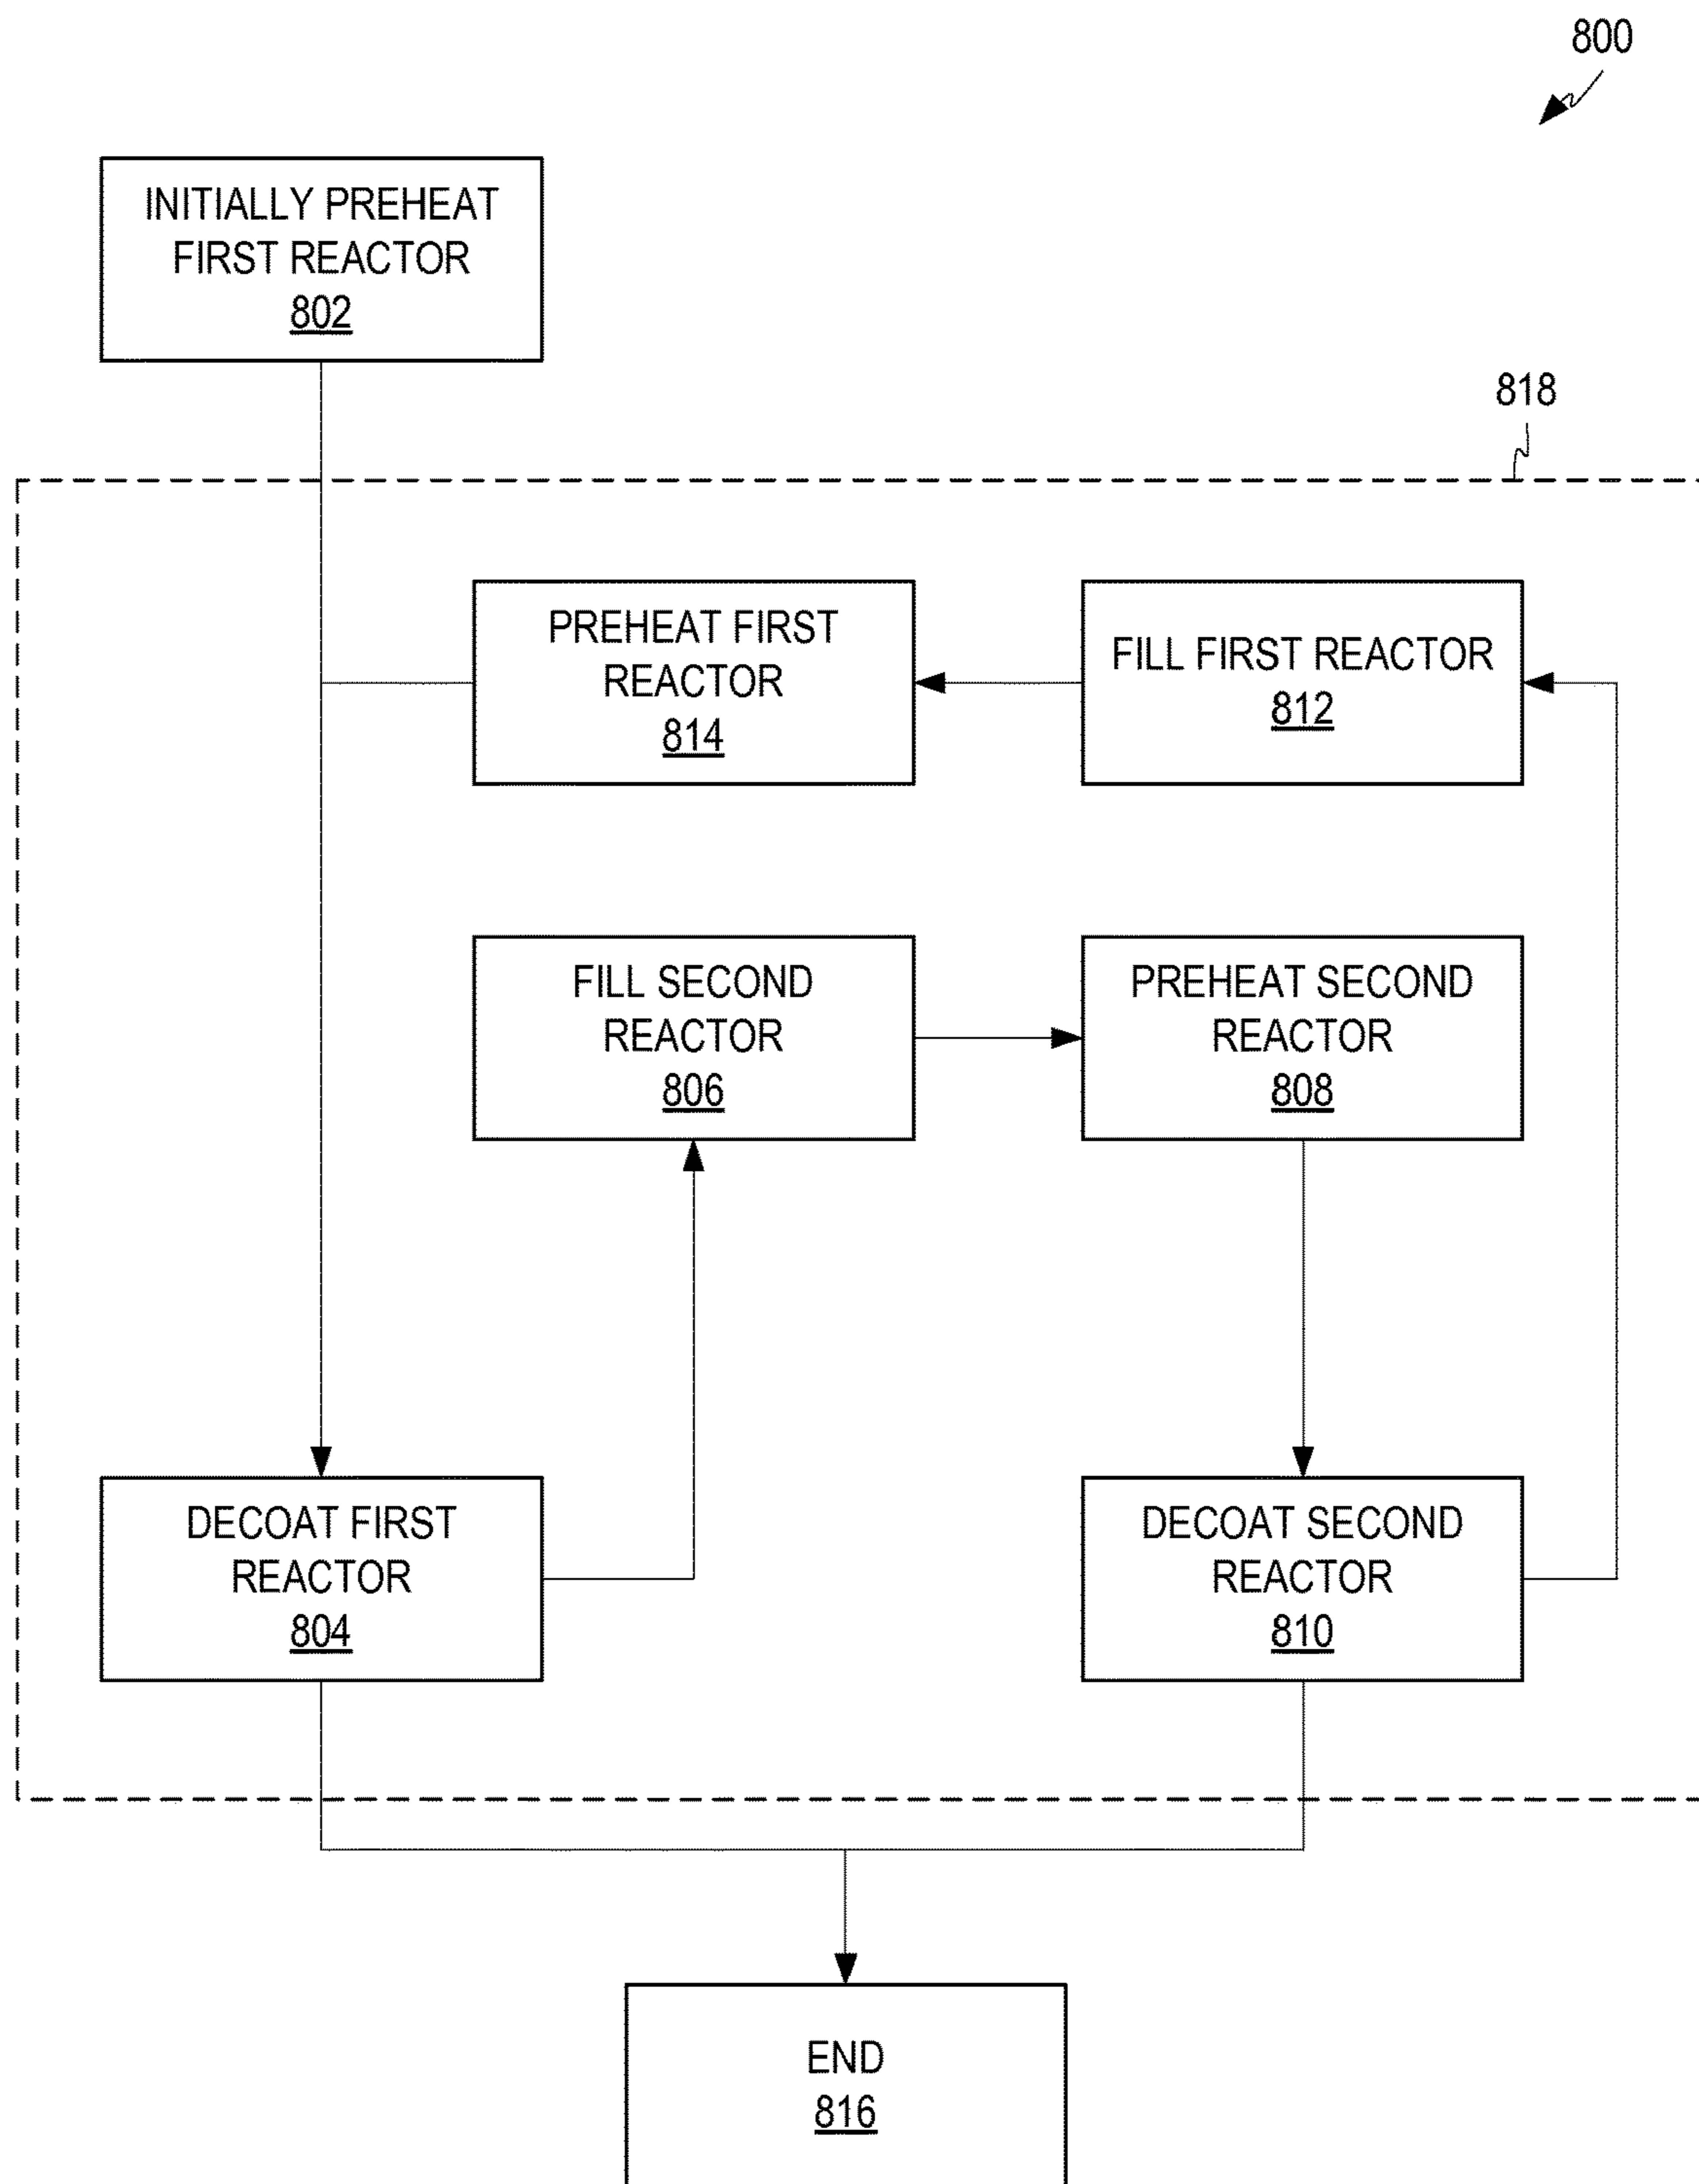 800
INITIALLY PREHEAT
FIRST REACTOR
802
818
PREHEAT FIRST
REACTOR
814
FILL FIRST REACTOR
812
FILL SECOND
REACTOR
806
PREHEAT SECOND
REACTOR
808
DECOAT FIRST
REACTOR
804
DECOAT SECOND
REACTOR
810
END
816